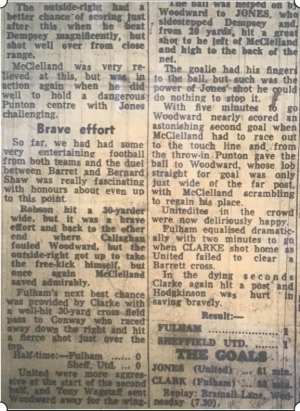 The outside-right had
better chance of scoring just
after this when he beat
Dempsey magnificently, but
shot well over from close
range.
McClelland was very re-
lieved at this, but was in
action again when he did
well to hold a dangerous
Punton centre with Jones
challenging.
Brave effort
So far, we had had some
very entertaining football
from both teams and the duel
between Barret and Bernard
Shaw was really fascinating
with honours about even up
to this point.
Robson hit a 30-yarder
wide, but it was a brave
effort and back to the other
end where Callaghan
fouled Woodward, but the
outside-right got up to take
the free-kick himself, but
once again McClelland
saved admirably.
Fulham's next best chance
was provided by Clarke with
a well-hit 30-yard cross-field
pass to Conway who raced
away down the right and hit
a fierce shot just over the
top.
Half-time:—Fulham ...... 0
Shef. Utd. ... 0
United were more aggres-
sive at the start of the second
half, and Tony Wagstaff sent
Woodward away for the wing-
The ball was helped on by
Woodward to JONES, who
sidestepped Dempsey and
from 20 yards, hit a great
shot to he left of McClelland
and high to the back of the
net.
The goalie had his finger
to the ball, but such was the
power of Jones' shot he could
do nothing to stop it.
With five minutes to go
Woodward nearly scored an
astonishing second goal when
McClelland had to race out
to the touch line and from
the throw-in Punton gave the
ball to Woodward, whose lob
straight for goal was only
just wide of the far post,
with McClelland scrambling
to regain his place.
Unitedites in the crowd
were now deliriously happy.
Fulham equalised dramatic-
ally with two minutes to go
when CLARKE shot home as
United failed to clear a
Barrett cross.
In the dying seconds
Clarke again hit a post and
Hodgkinson was hurt in
saving bravely.
Result:—
FULHAM 1
SHEFFIELD UTD. 1
THE GOALS
JONES (United) ... 81 min.
CLARK (Fulham) ... min.
Replay: Bramall Lane, Wed-
nesday (7.30).